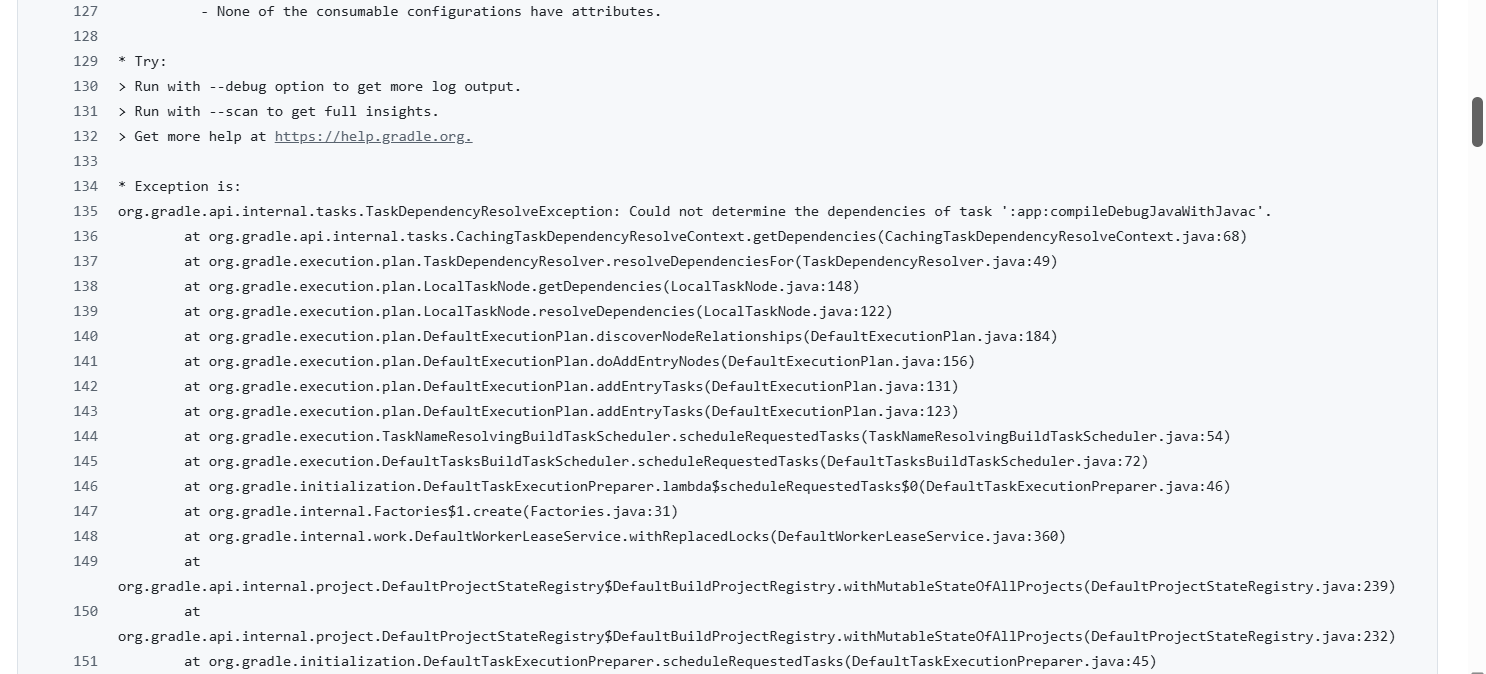 127 - None of the consumable configurations have attributes.
128
129 * Try:
130 > Run with --debug option to get more log output.
131 > Run with --scan to get full insights.
132 > Get more help at https://help.gradle.org.
133
134 * Exception is:
135 org.gradle.api.internal.tasks.TaskDependencyResolveException: Could not determine the dependencies of task ':app:compileDebugJavaWithJavac'.
136 at org.gradle.api.internal.tasks.CachingTaskDependencyResolveContext.getDependencies(CachingTaskDependencyResolveContext.java:68)
137 at org.gradle.execution.plan.TaskDependencyResolver.resolveDependenciesFor(TaskDependencyResolver.java:49)
138 at org.gradle.execution.plan.LocalTaskNode.getDependencies(LocalTaskNode.java:148)
139 at org.gradle.execution.plan.LocalTaskNode.resolveDependencies(LocalTaskNode.java:122)
140 at org.gradle.execution.plan.DefaultExecutionPlan.discoverNodeRelationships(DefaultExecutionPlan.java:184)
141 at org.gradle.execution.plan.DefaultExecutionPlan.doAddEntryNodes(DefaultExecutionPlan.java:156)
142 at org.gradle.execution.plan.DefaultExecutionPlan.addEntryTasks(DefaultExecutionPlan.java:131)
143 at org.gradle.execution.plan.DefaultExecutionPlan.addEntryTasks(DefaultExecutionPlan.java:123)
144 at org.gradle.execution.TaskNameResolvingBuildTaskScheduler.scheduleRequestedTasks(TaskNameResolvingBuildTaskScheduler.java:54)
145 at org.gradle.execution.DefaultTasksBuildTaskScheduler.scheduleRequestedTasks(DefaultTasksBuildTaskScheduler.java:72)
146 at org.gradle.initialization.DefaultTaskExecutionPreparer.lambda$scheduleRequestedTasks$0(DefaultTaskExecutionPreparer.java:46)
147 at org.gradle.internal.Factories$1.create(Factories.java:31)
148 at org.gradle.internal.work.DefaultWorkerLeaseService.withReplacedLocks(DefaultWorkerLeaseService.java:360)
149 at
org.gradle.api.internal.project.DefaultProjectStateRegistry$DefaultBuildProjectRegistry.withMutableStateOfAllProjects(DefaultProjectStateRegistry.java:239)
150 at
org.gradle.api.internal.project.DefaultProjectStateRegistry$DefaultBuildProjectRegistry.withMutableStateOfAllProjects(DefaultProjectStateRegistry.java:232)
151 at org.gradle.initialization.DefaultTaskExecutionPreparer.scheduleRequestedTasks(DefaultTaskExecutionPreparer.java:45)